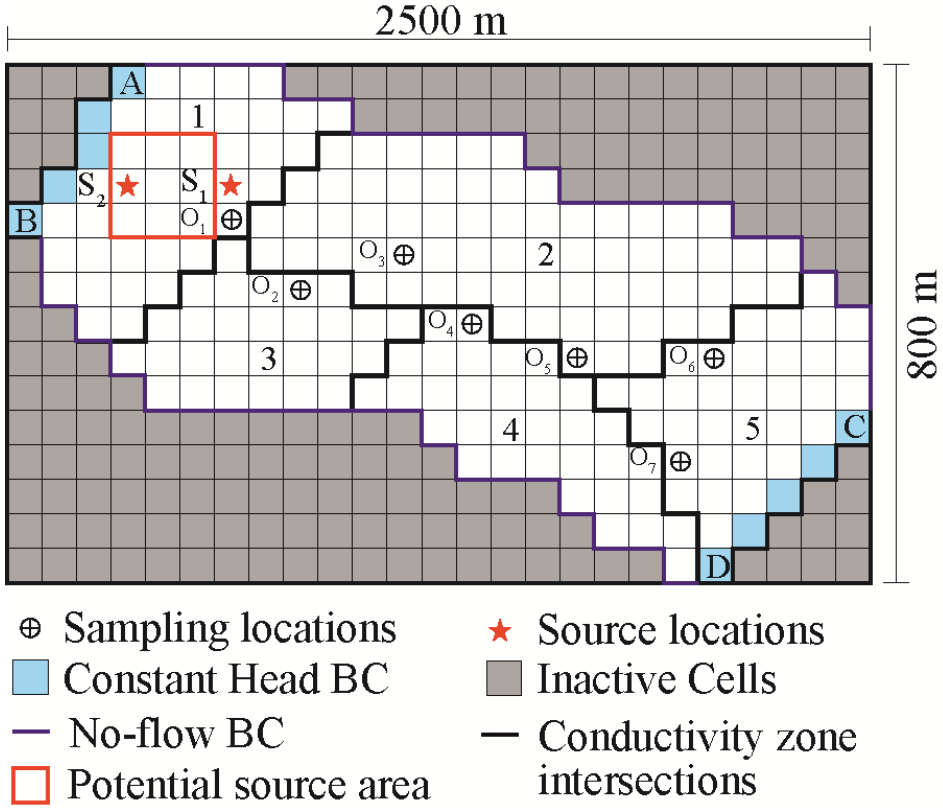 2500 m
A
1
S2
S1
B
O1
O3
2
O2
800 m
O4
3
O5
O6
4
5
C
O7
D
Sampling locations
Source locations
Constant Head BC
Inactive Cells
No-flow BC
Conductivity zone
intersections
Potential source area